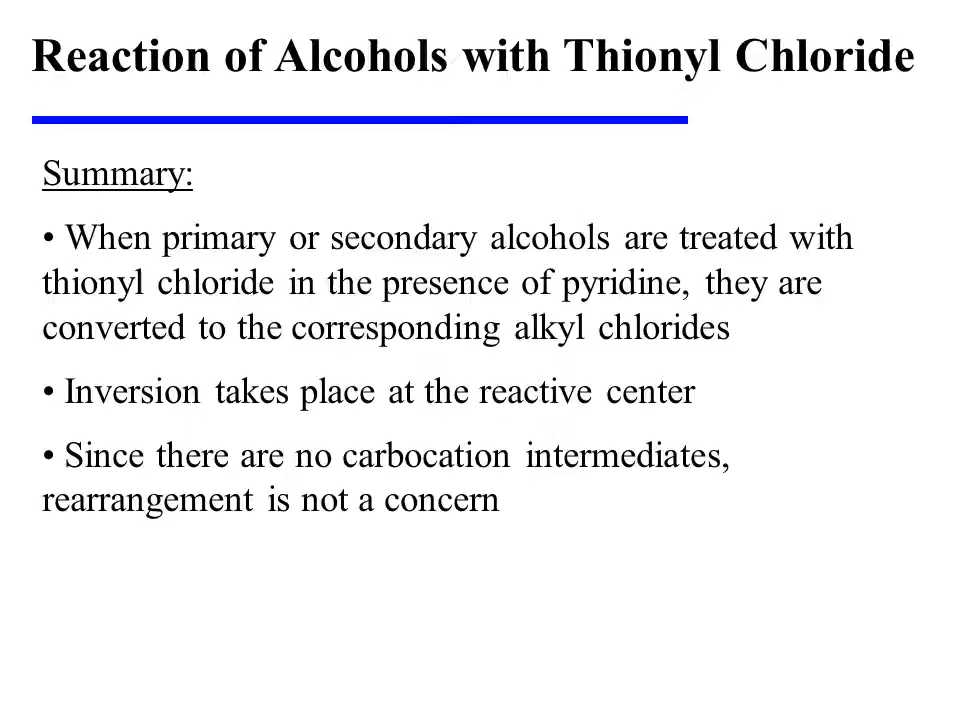 Reaction of Alcohols with Thionyl Chloride
Summary:
• When primary or secondary alcohols are treated with
thionyl chloride in the presence of pyridine, they are
converted to the corresponding alkyl chlorides
• Inversion takes place at the reactive center
• Since there are no carbocation intermediates,
rearrangement is not a concern